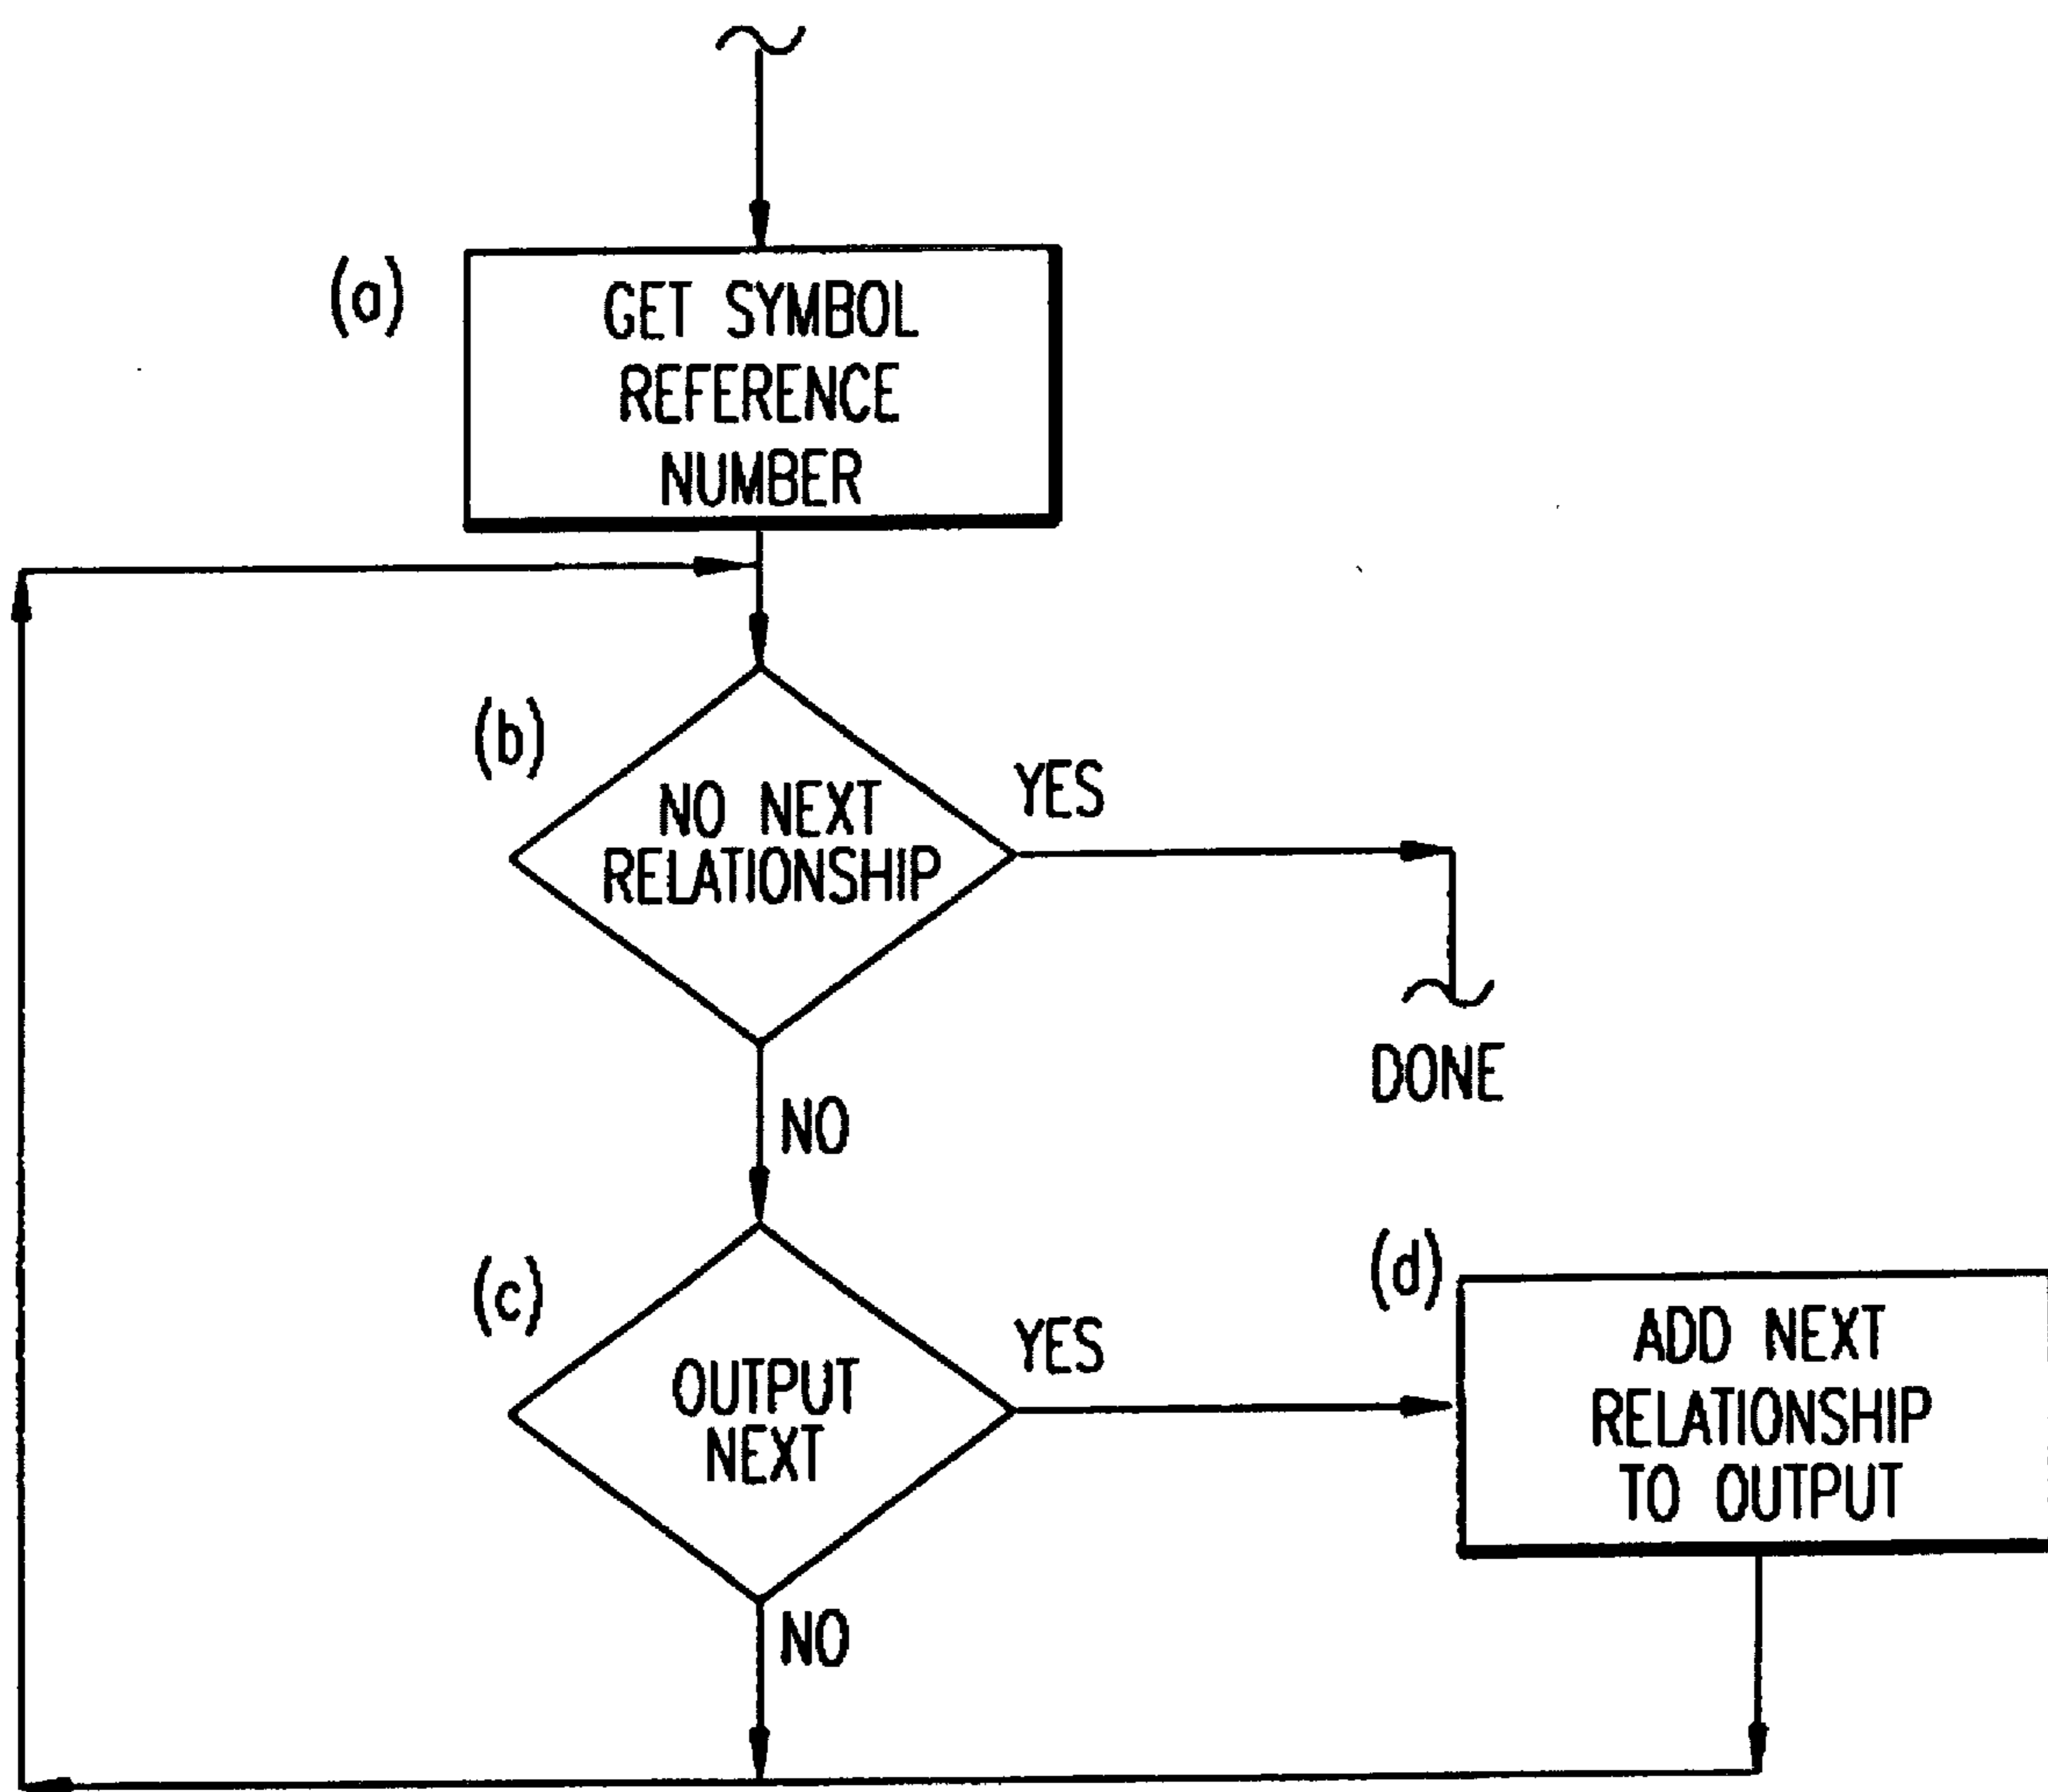 (a)
GET SYMBOL
REFERENCE
NUMBER
(b)
NO NEXT
RELATIONSHIP
YES
DONE
NO
(c)
OUTPUT
NEXT
YES
(d)
ADD NEXT
RELATIONSHIP
TO OUTPUT
NO